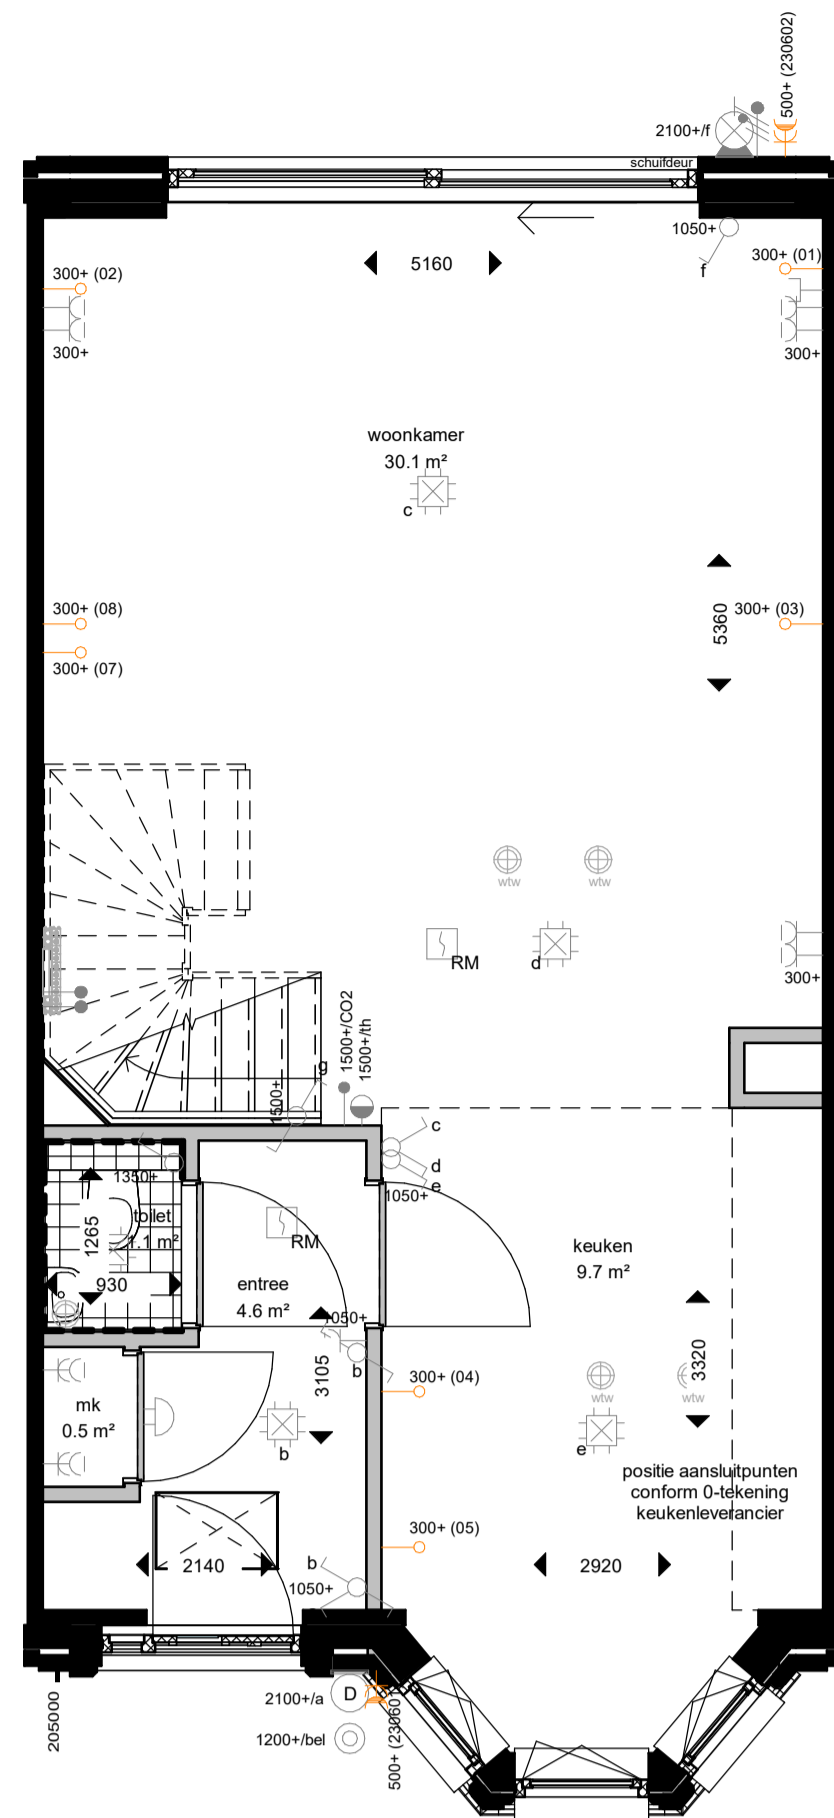 500+ (230602)
2100+/f
schuifdeur
1050+
f
300+ (02)
5160
300+ (01)
300+
300+
woonkamer
30.1 m²
c
300+ (08)
5360
300+ (03)
300+ (07)
wtw
wtw
RM
d
300+
1500+/CO2
1500+/th
g
1500+
c
d
e
1050+
1350+
toilet
1.1 m²
1265
930
RM
entree
4.6 m²
keuken
9.7 m²
1050+
b
3105
3320
300+ (04)
wtw
wtw
mk
0.5 m²
b
e
positie aansluitpunten
conform 0-tekening
keukenleverancier
300+ (05)
2140
b
1050+
2920
205000
2100+/a
D
1200+/bel
500+ (23060